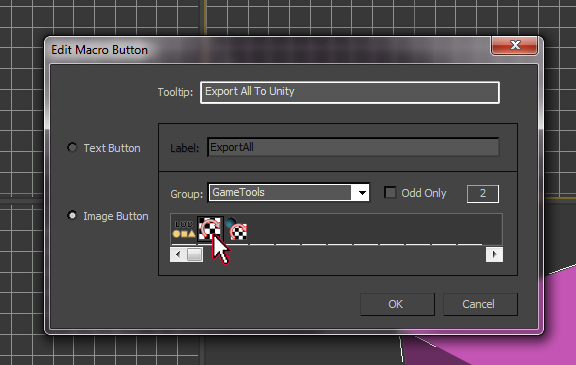 Edit Macro Button
Tooltip: Export All To Unity
Text Button
Label: ExportAll
Group: GameTools Odd Only 2
Image Button
OK Cancel